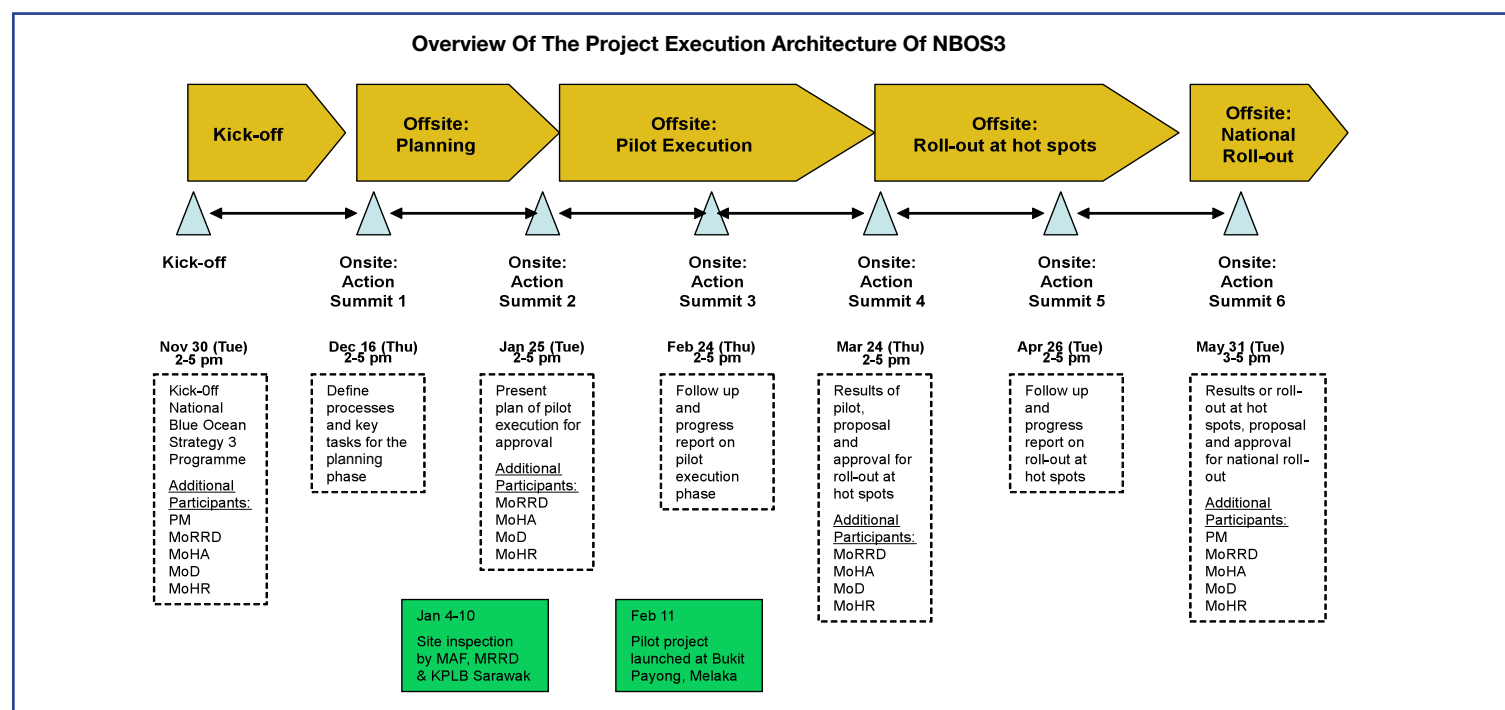 Overview Of The Project Execution Architecture Of NBOS3
Kick-off
Offsite:
Planning
Offsite:
Pilot Execution
Offsite:
Roll-out at hot spots
Offsite:
National
Roll-out
Kick-off
Onsite:
Action
Summit 1
Onsite:
Action
Summit 2
Onsite:
Action
Summit 3
Onsite:
Action
Summit 4
Onsite:
Action
Summit 5
Onsite:
Action
Summit 6
Nov 30 (Tue)
2-5 pm
Kick-0ff
National
Blue Ocean
Strategy 3
Programme
Additional
Participants:
PM
MoRRD
MoHA
MoD
MoHR
Dec 16 (Thu)
2-5 pm
Define
processes
and key
tasks for the
planning
phase
Jan 25 (Tue)
2-5 pm
Present
plan of pilot
execution for
approval
Additional
Participants:
MoRRD
MoHA
MoD
MoHR
Feb 24 (Thu)
2-5 pm
Follow up
and
progress
report on
pilot
execution
phase
Mar 24 (Thu)
2-5 pm
Results of
pilot,
proposal
and
approval for
roll-out at
hot spots
Additional
Participants:
MoRRD
MoHA
MoD
MoHR
Apr 26 (Tue)
2-5 pm
Follow up
and
progress
report on
roll-out at
hot spots
May 31 (Tue)
3-5 pm
Results or roll-
out at hot
spots, proposal
and approval
for national roll-
out
Additional
Participants:
PM
MoRRD
MoHA
MoD
MoHR
Jan 4-10
Site inspection
by MAF, MRRD
& KPLB Sarawak
Feb 11
Pilot project
launched at Bukit
Payong, Melaka